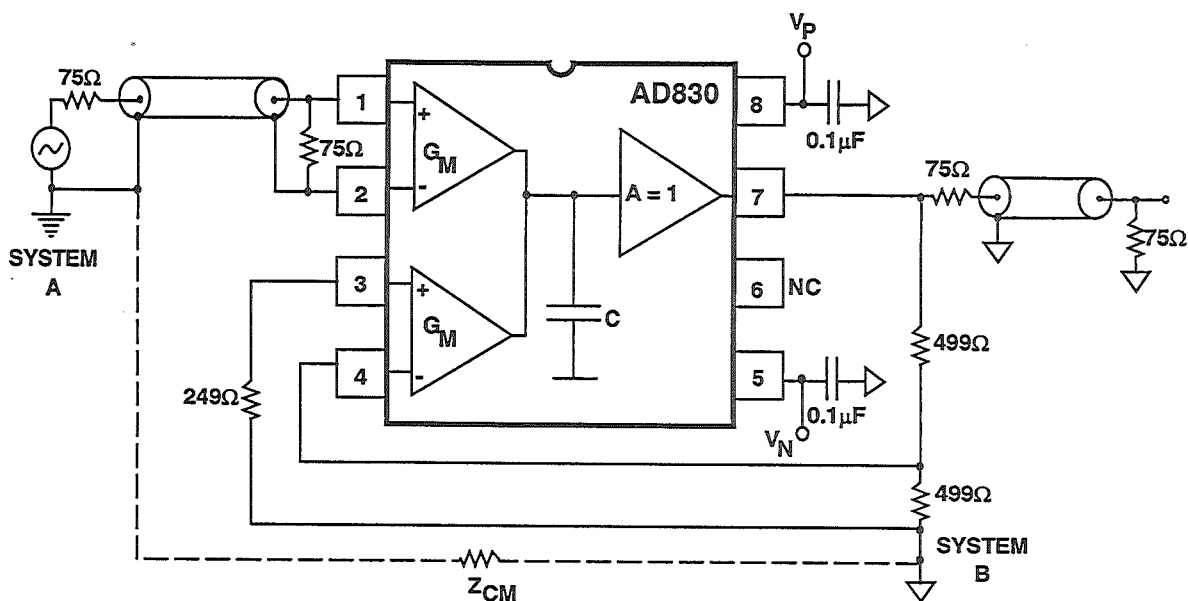 V_P
75Ω
AD830
1
8
+
75Ω
G_M
0.1µF
2
-
A = 1
7
75Ω
75Ω
SYSTEM
A
3
+
6
NC
G_M
C
499Ω
4
-
5
249Ω
0.1µF
V_N
499Ω
SYSTEM
B
Z_CM